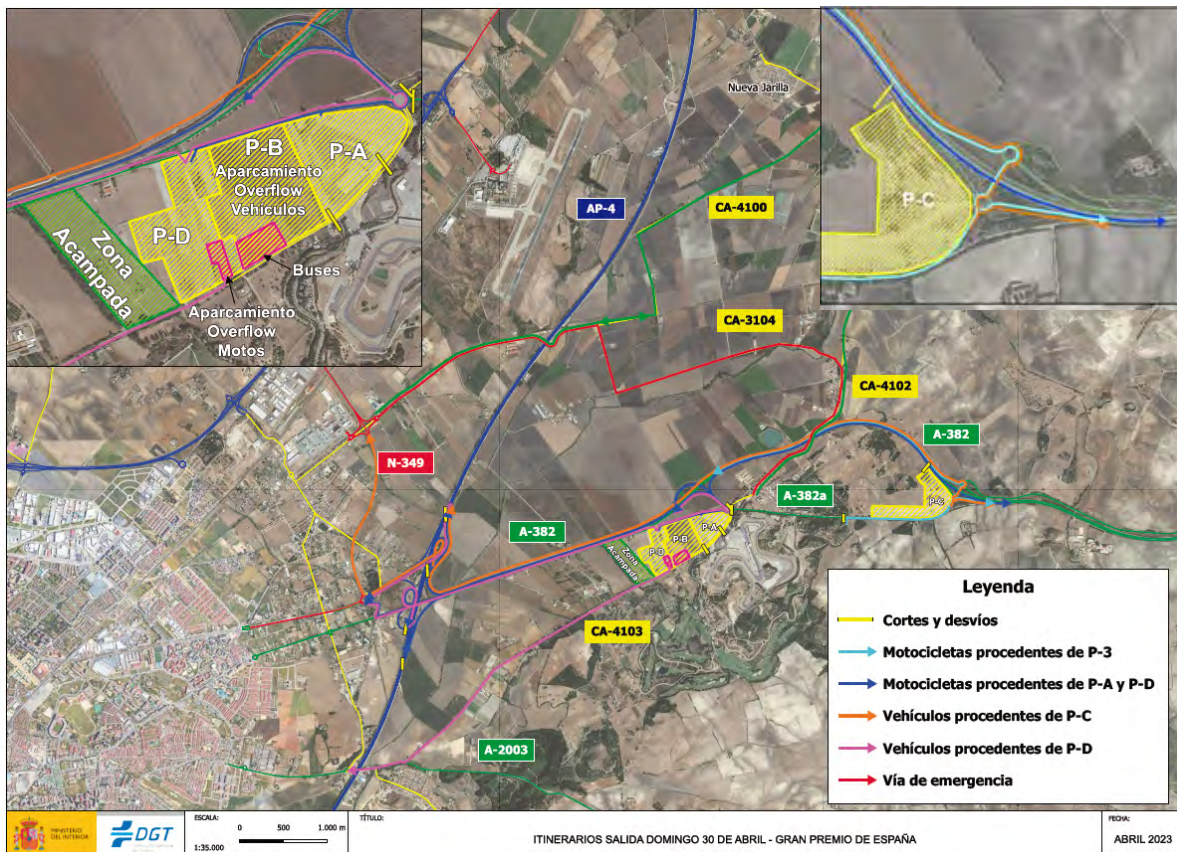 P-B
P-A
Aparcamiento
Overflow
Vehículos
P-D
Zona
Acampada
Buses
Aparcamiento
Overflow
Motos
Nueva Jarilla
P-C
AP-4
CA-4100
CA-3104
CA-4102
A-382
N-349
A-382a
P-C
A-382
P-A
P-B
P-D
Zona
Acampada
CA-4103
A-2003
Leyenda
Cortes y desvíos
Motocicletas procedentes de P-3
Motocicletas procedentes de P-A y P-D
Vehículos procedentes de P-C
Vehículos procedentes de P-D
Vía de emergencia
MINISTERIO
DEL INTERIOR
DGT
ESCALA:
0 500 1.000 m
1:35.000
TÍTULO:
ITINERARIOS SALIDA DOMINGO 30 DE ABRIL - GRAN PREMIO DE ESPAÑA
FECHA:
ABRIL 2023